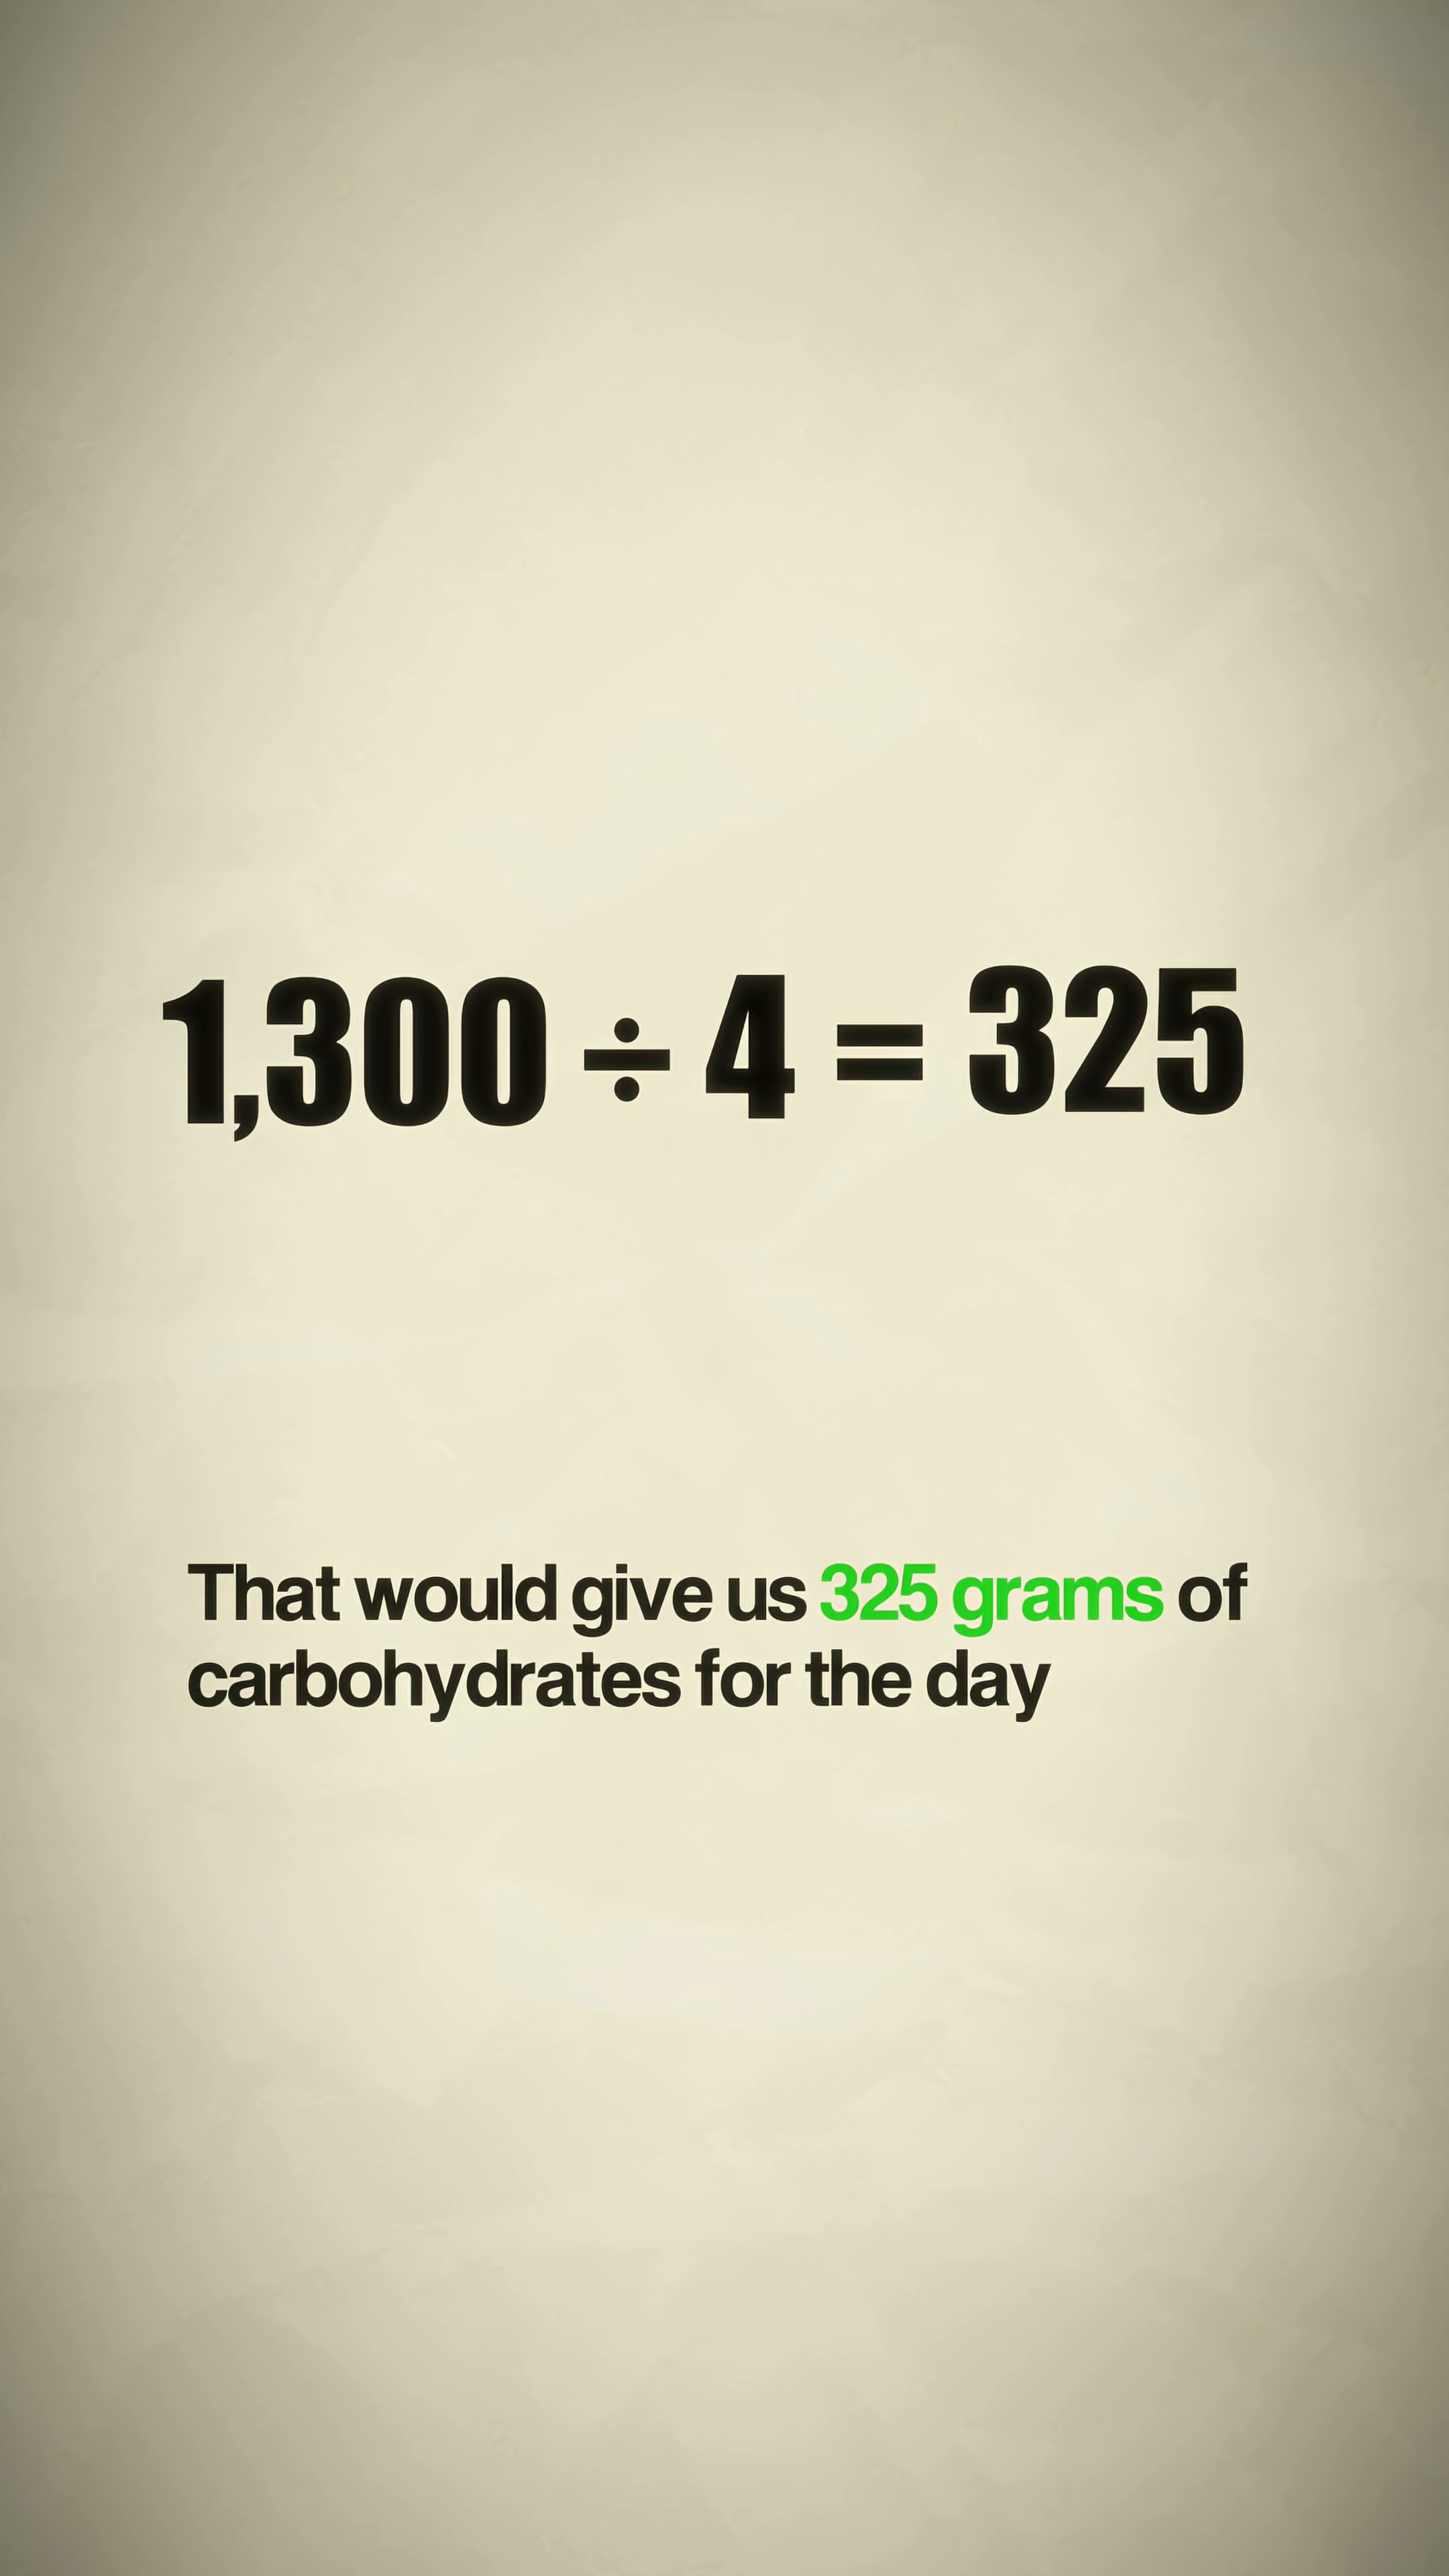 1,300 ÷ 4 = 325
That would give us 325 grams of
carbohydrates for the day